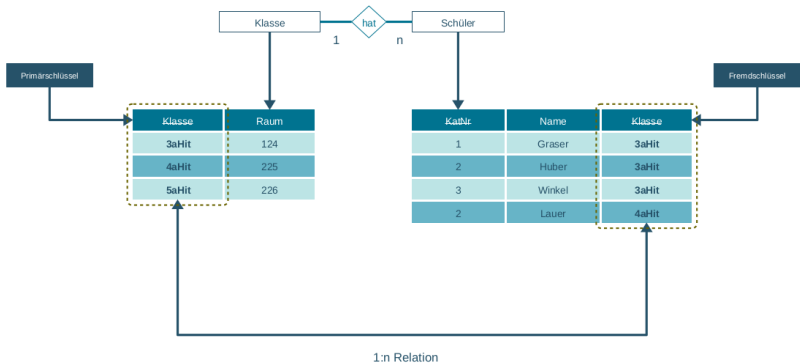 Klasse hat Schüler
1 n
Primärschlüssel
Fremdschlüssel
Klasse Raum
3aHit 124
4aHit 225
5aHit 226
KatNr Name Klasse
1 Graser 3aHit
2 Huber 3aHit
3 Winkel 3aHit
2 Lauer 4aHit
1:n Relation